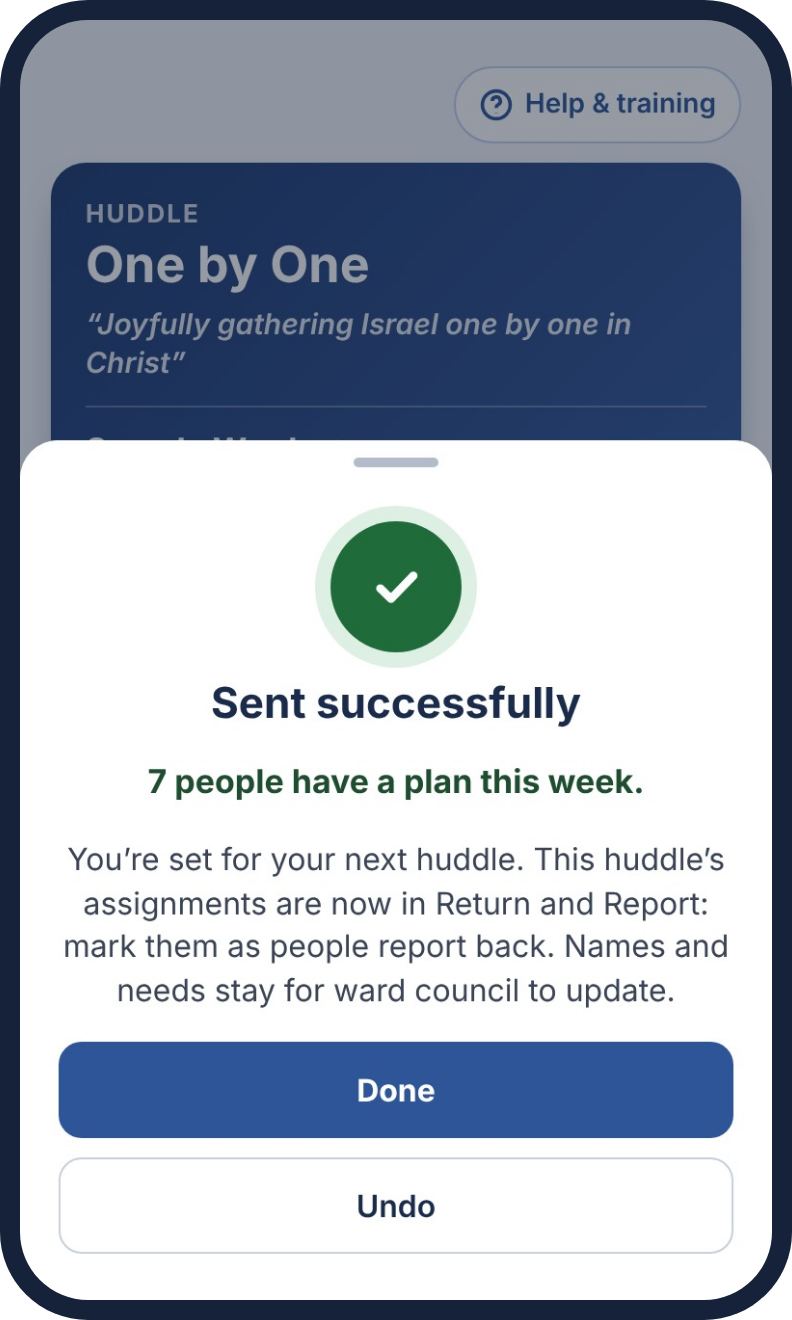 Help & training
HUDDLE
One by One
“Joyfully gathering Israel one by one in
Christ”
Sent successfully
7 people have a plan this week.
You’re set for your next huddle. This huddle’s
assignments are now in Return and Report:
mark them as people report back. Names and
needs stay for ward council to update.
Done
Undo